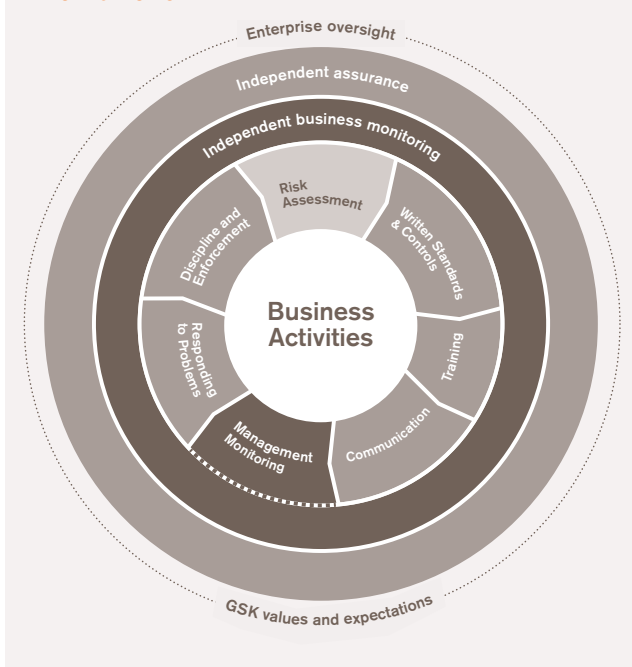 Enterprise oversight
Independent assurance
Independent business monitoring
Risk
Assessment
Written Standards
& Controls
Training
Communication
Management
Monitoring
Responding
to Problems
Discipline and
Enforcement
Business
Activities
GSK values and expectations